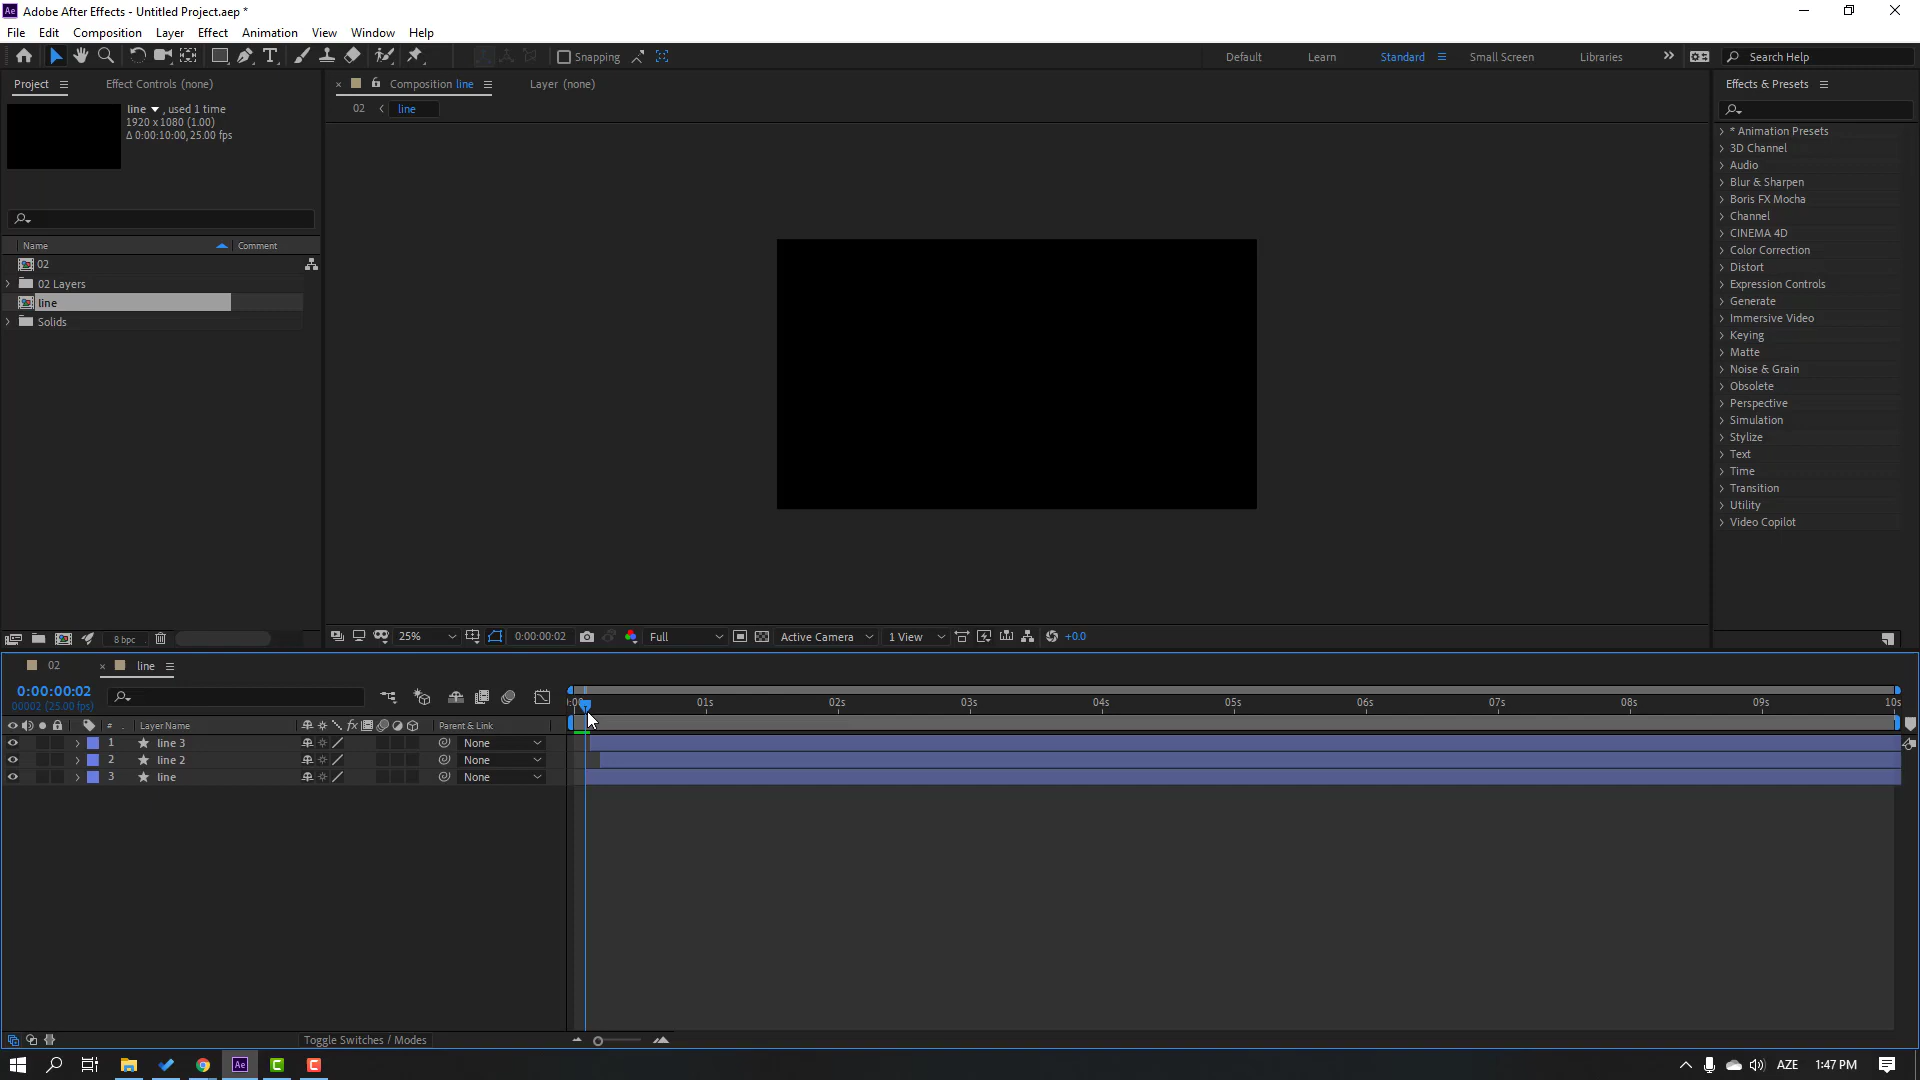 Adobe After Effects - Untitled Project.aep *
File Edit Composition Layer Effect Animation View Window Help
Snapping
Default Learn Standard Small Screen Libraries
Search Help
Project
Effect Controls (none)
Composition line
Layer (none)
Effects & Presets
line , used 1 time
1920 x 1080 (1.00)
Δ 0:00:10:00, 25.00 fps
02 line
* Animation Presets
3D Channel
Audio
Blur & Sharpen
Boris FX Mocha
Channel
CINEMA 4D
Color Correction
Distort
Expression Controls
Generate
Immersive Video
Keying
Matte
Noise & Grain
Obsolete
Perspective
Simulation
Stylize
Text
Time
Transition
Utility
Video Copilot
Name Comment
02
02 Layers
line
Solids
8 bpc
25% 0:00:00:02 Full Active Camera 1 View +0.0
02 line
0:00:00:02
00002 (25.00 fps)
01s 02s 03s 04s 05s 06s 07s 08s 09s 10s
# Layer Name Parent & Link
1 line 3 None
2 line 2 None
3 line None
Toggle Switches / Modes
AZE 1:47 PM